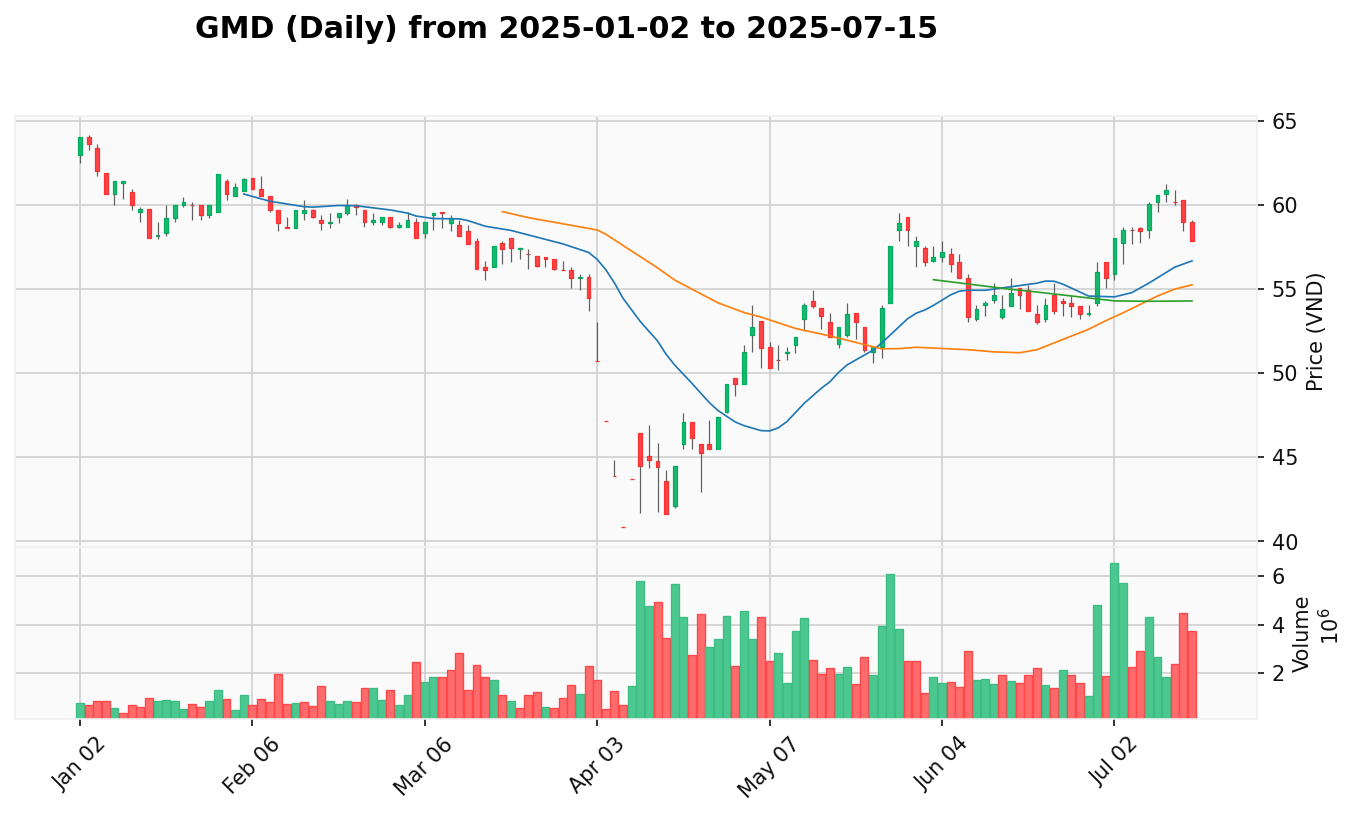 GMD (Daily) from 2025-01-02 to 2025-07-15
65
60
55
50
45
40
Price (VND)
6
4
2
Volume
10^6
Jan 02
Feb 06
Mar 06
Apr 03
May 07
Jun 04
Jul 02